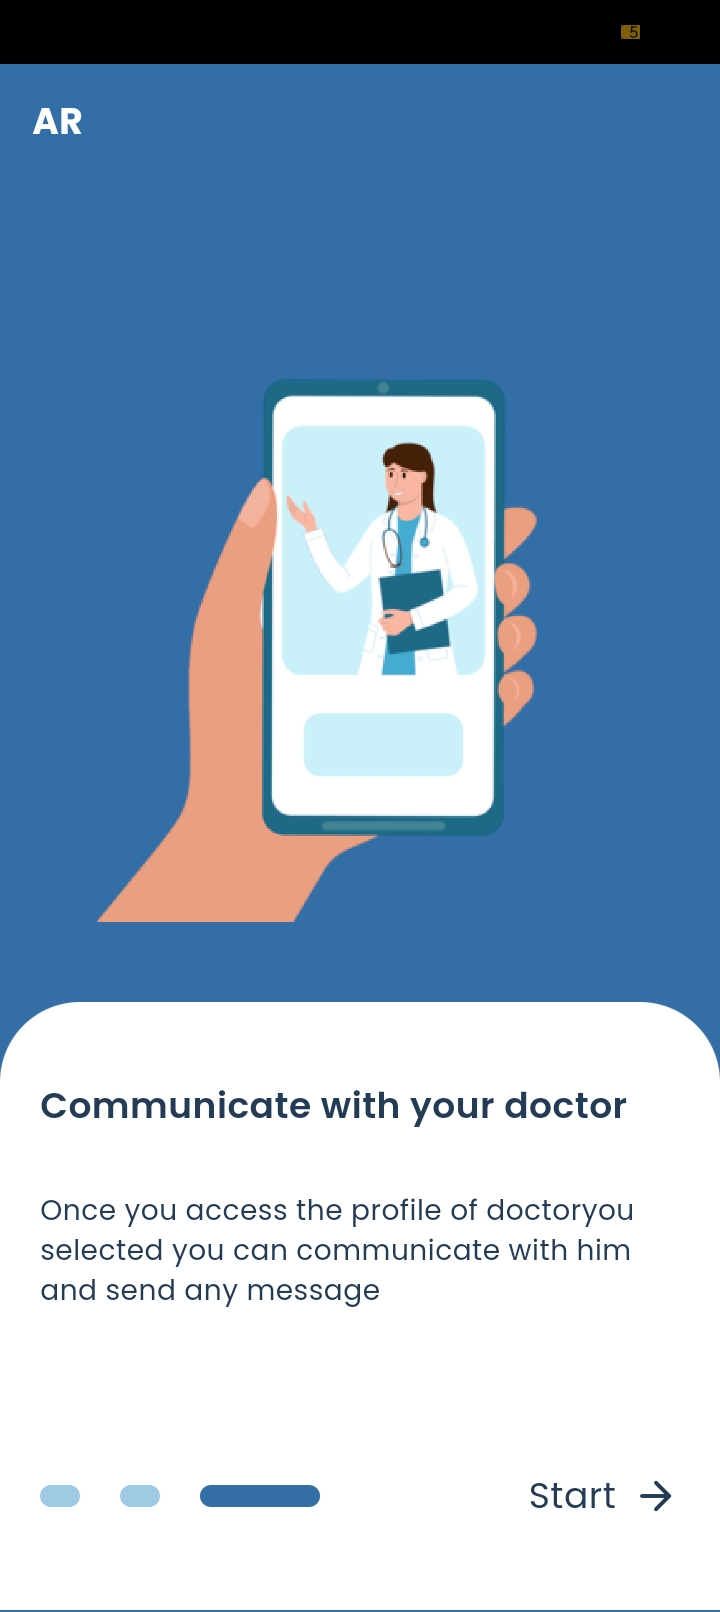 5
AR
Communicate with your doctor
Once you access the profile of doctoryou
selected you can communicate with him
and send any message
Start